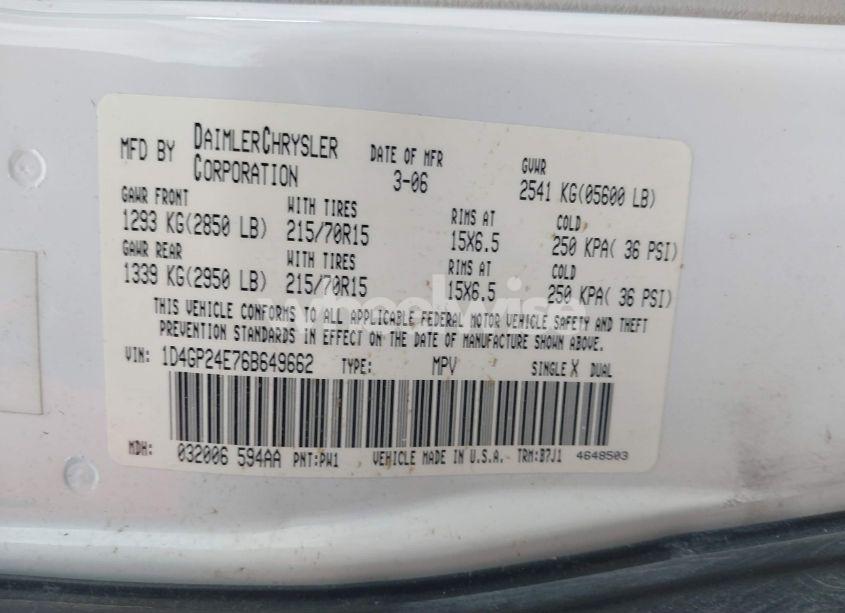 MFD BY DAIMLERCHRYSLER CORPORATION DATE OF MFR 3-06 GVWR 2541 KG(05600 LB)
GAWR FRONT WITH TIRES RIMS AT COLD
1293 KG(2850 LB) 215/70R15 15X6.5 250 KPA( 36 PSI)
GAWR REAR WITH TIRES RIMS AT COLD
1339 KG(2950 LB) 215/70R15 15X6.5 250 KPA( 36 PSI)
THIS VEHICLE CONFORMS TO ALL APPLICABLE FEDERAL MOTOR VEHICLE SAFETY AND THEFT
PREVENTION STANDARDS IN EFFECT ON THE DATE OF MANUFACTURE SHOWN ABOVE.
VIN: 1D4GP24E76B649662 TYPE: MPV SINGLE X DUAL
MDH: 032006 594AA PNT:PW1 VEHICLE MADE IN U.S.A. TRM:B7J1 4648503